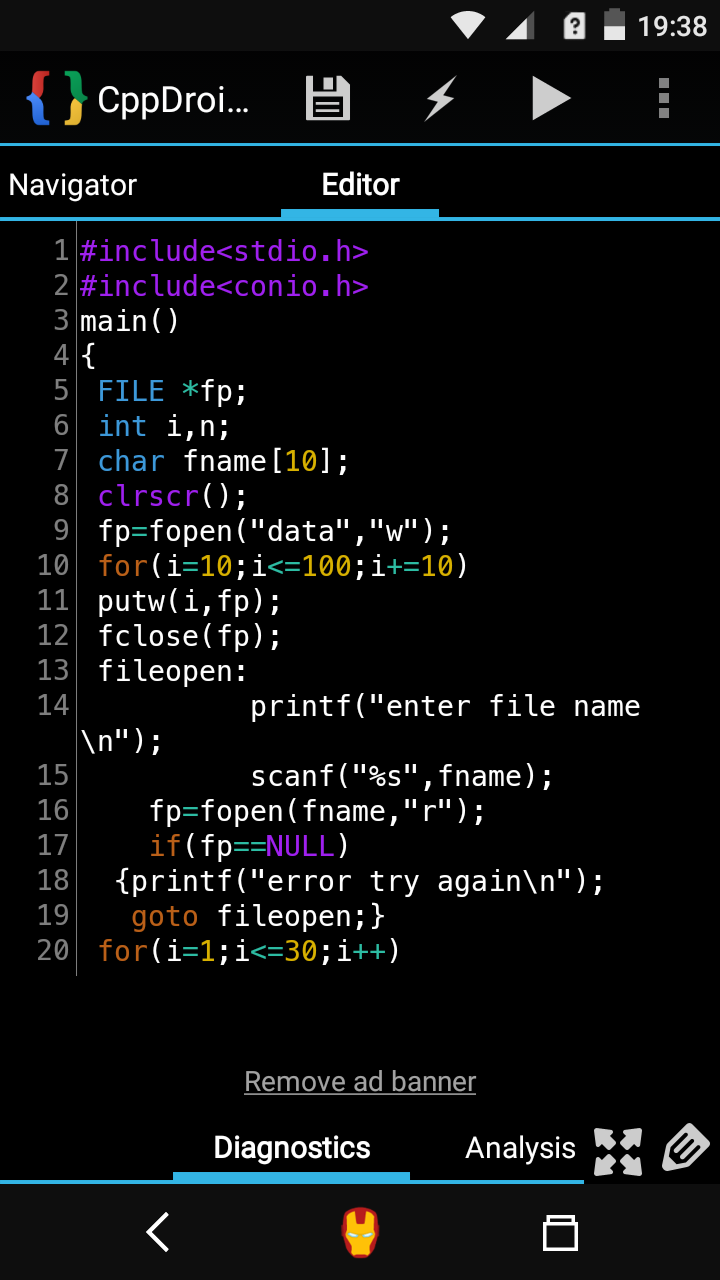 19:38
CppDroi...
Navigator Editor
1 #include<stdio.h>
2 #include<conio.h>
3 main()
4 {
5 FILE *fp;
6 int i,n;
7 char fname[10];
8 clrscr();
9 fp=fopen("data","w");
10 for(i=10;i<=100;i+=10)
11 putw(i,fp);
12 fclose(fp);
13 fileopen:
14 printf("enter file name
\n");
15 scanf("%s",fname);
16 fp=fopen(fname,"r");
17 if(fp==NULL)
18 {printf("error try again\n");
19 goto fileopen;}
20 for(i=1;i<=30;i++)
Remove ad banner
Diagnostics Analysis